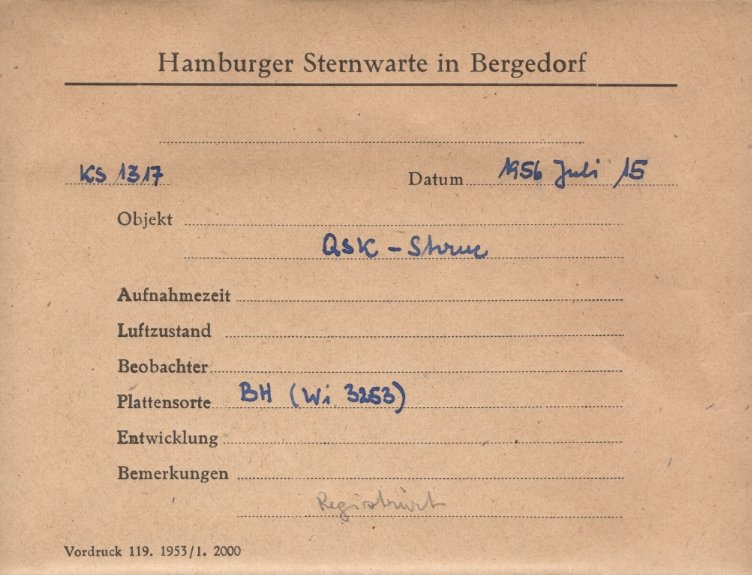 Hamburger Sternwarte in Bergedorf
KS 1317 Datum 1956 Juli 15
Objekt
QSK - Sterne
Aufnahmezeit
Luftzustand
Beobachter
Plattensorte BH (Wi 3253)
Entwicklung
Bemerkungen
Registriert
Vordruck 119. 1953/1. 2000